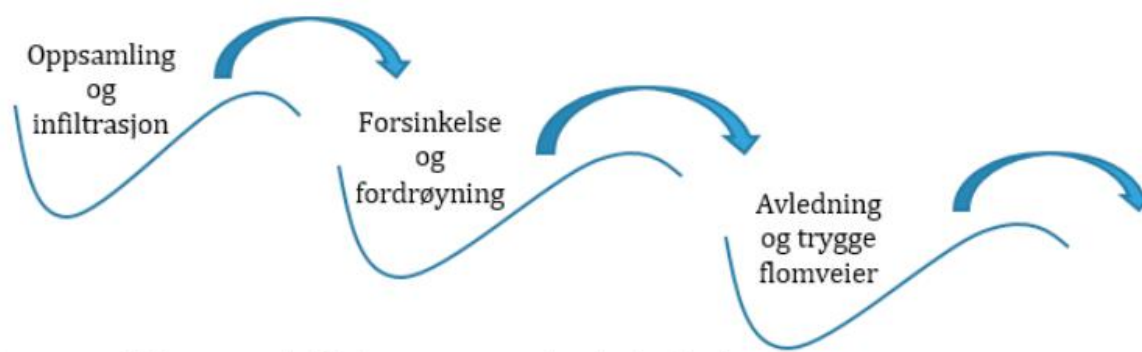 Oppsamling
og
infiltrasjon
Forsinkelse
og
fordrøyning
Avledning
og trygge
flomveier